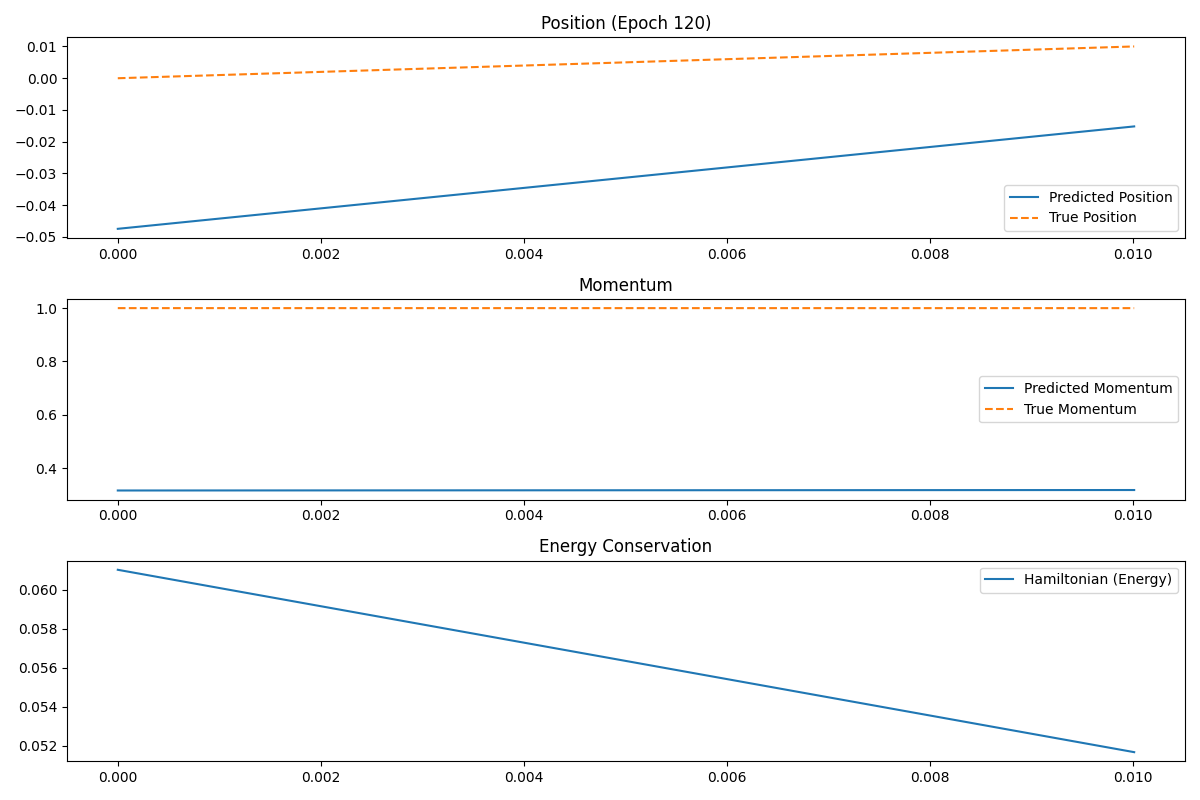 Position (Epoch 120)
0.01
0.00
−0.01
−0.02
−0.03
−0.04
−0.05
Predicted Position
True Position
0.000 0.002 0.004 0.006 0.008 0.010
Momentum
1.0
0.8
0.6
0.4
Predicted Momentum
True Momentum
0.000 0.002 0.004 0.006 0.008 0.010
Energy Conservation
0.060
0.058
0.056
0.054
0.052
Hamiltonian (Energy)
0.000 0.002 0.004 0.006 0.008 0.010